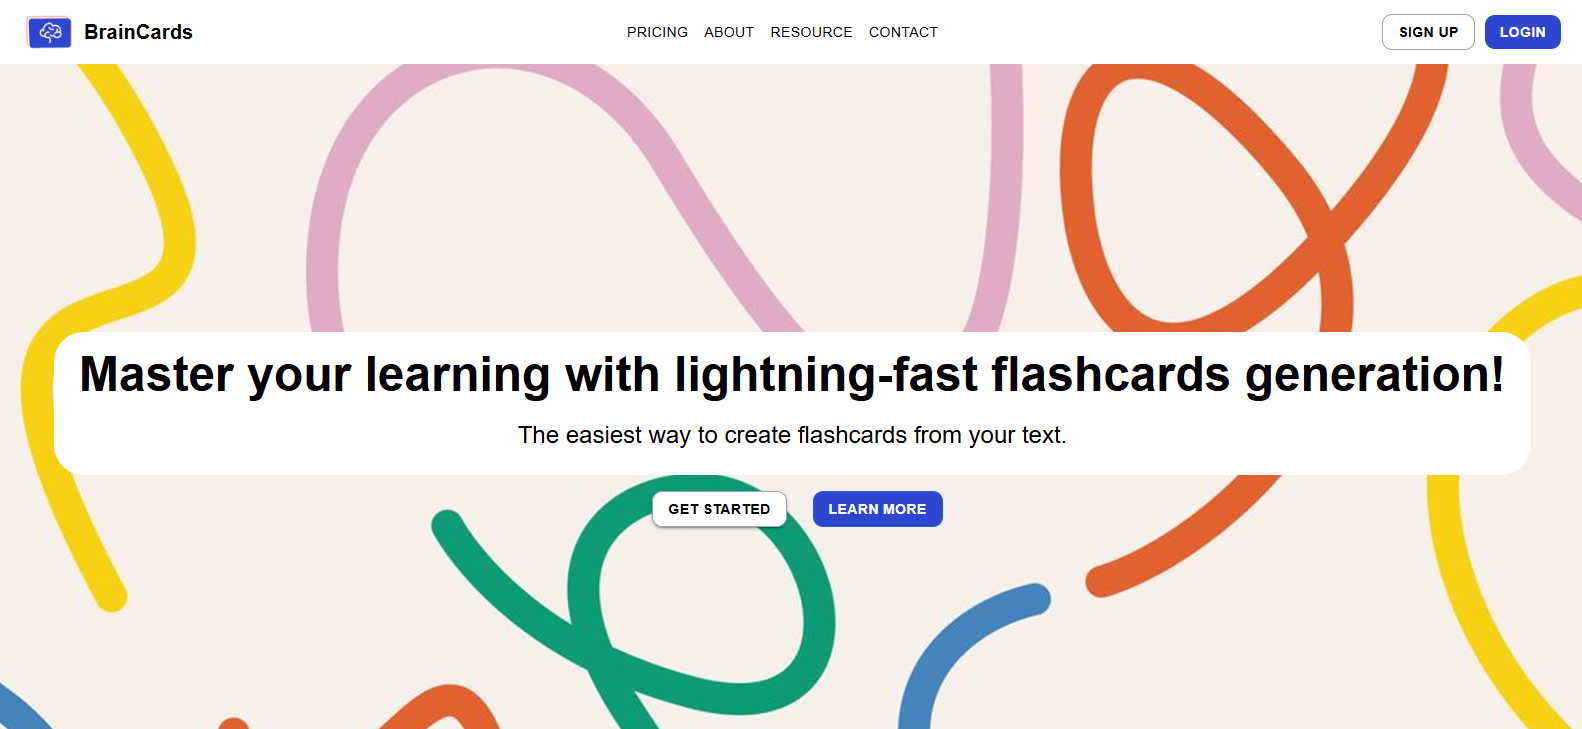 BrainCards
PRICING ABOUT RESOURCE CONTACT
SIGN UP LOGIN
Master your learning with lightning-fast flashcards generation!
The easiest way to create flashcards from your text.
GET STARTED LEARN MORE